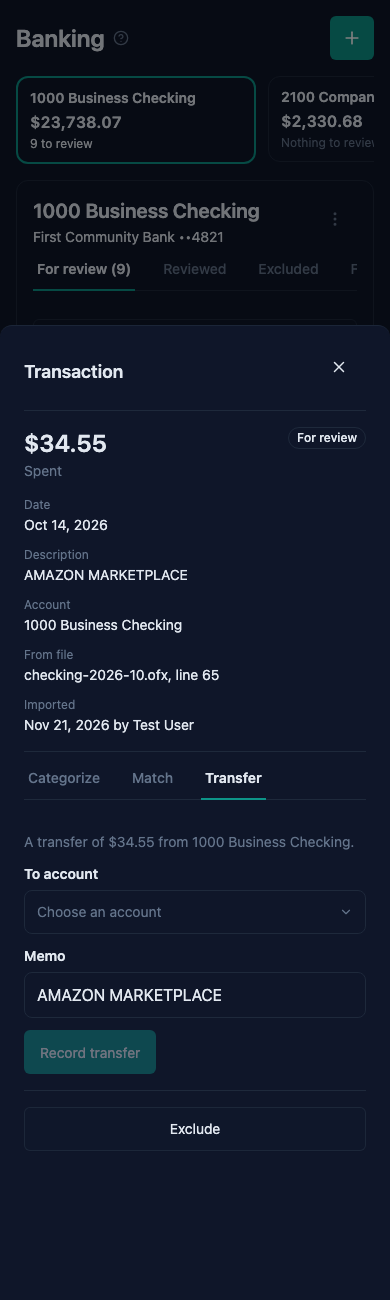 Banking
1000 Business Checking
$23,738.07
9 to review
2100 Compan
$2,330.68
Nothing to review
1000 Business Checking
First Community Bank ••4821
For review (9) Reviewed Excluded F
Transaction
$34.55
For review
Spent
Date
Oct 14, 2026
Description
AMAZON MARKETPLACE
Account
1000 Business Checking
From file
checking-2026-10.ofx, line 65
Imported
Nov 21, 2026 by Test User
Categorize Match Transfer
A transfer of $34.55 from 1000 Business Checking.
To account
Choose an account
Memo
AMAZON MARKETPLACE
Record transfer
Exclude